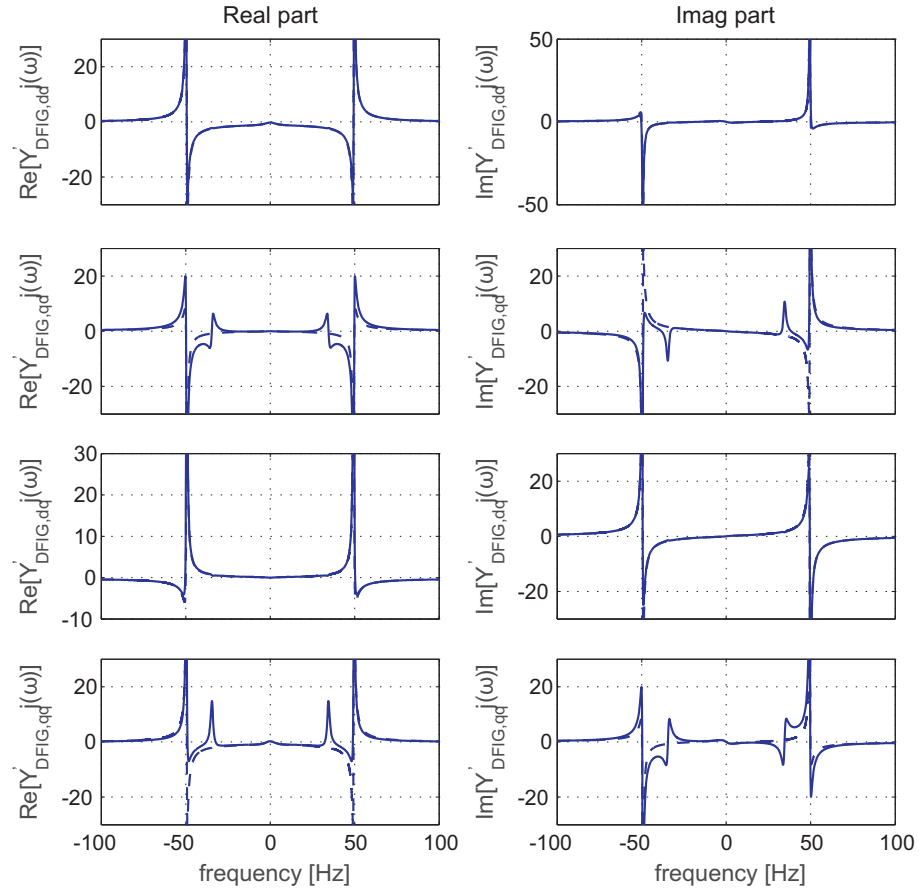 Real part
Imag part
Re[Y'DFIG,dd j(ω)]
20
0
-20
Im[Y'DFIG,dd j(ω)]
50
0
-50
Re[Y'DFIG,qd j(ω)]
20
0
-20
Im[Y'DFIG,qd j(ω)]
20
0
-20
Re[Y'DFIG,dq j(ω)]
30
20
10
0
-10
Im[Y'DFIG,dq j(ω)]
20
0
-20
Re[Y'DFIG,qd j(ω)]
20
0
-20
-100 -50 0 50 100
frequency [Hz]
Im[Y'DFIG,qd j(ω)]
20
0
-20
-100 -50 0 50 100
frequency [Hz]